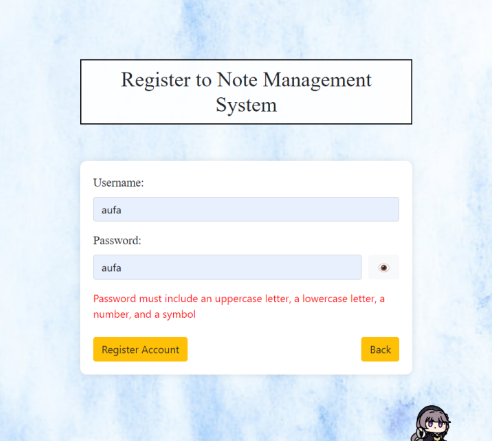 Register to Note Management
System
Username:
aufa
Password:
aufa
Password must include an uppercase letter, a lowercase letter, a
number, and a symbol
Register Account
Back